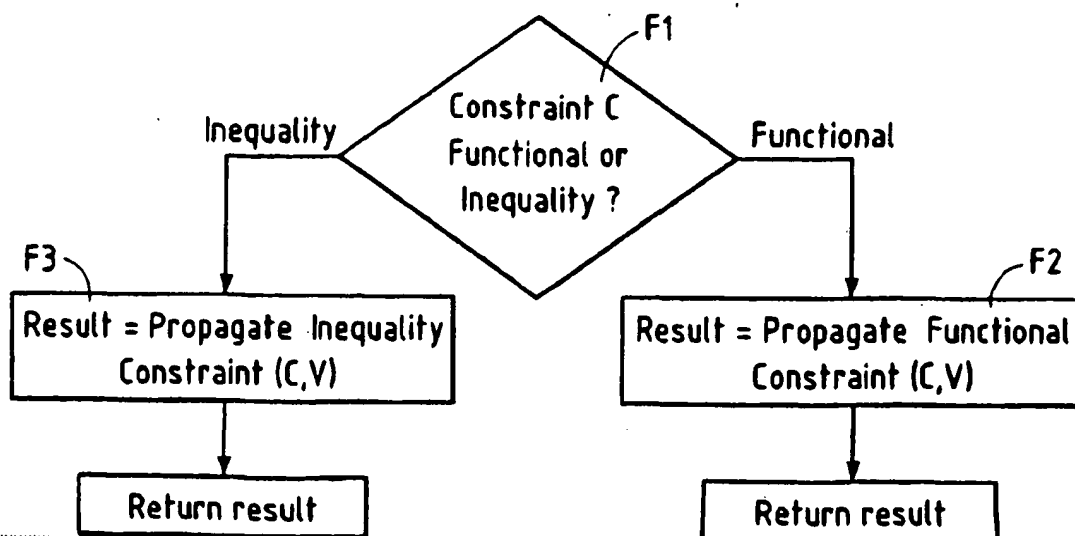 F1
Constraint C
Functional or
Inequality ?
Inequality
Functional
F3
Result = Propagate Inequality
Constraint (C,V)
Return result
F2
Result = Propagate Functional
Constraint (C,V)
Return result